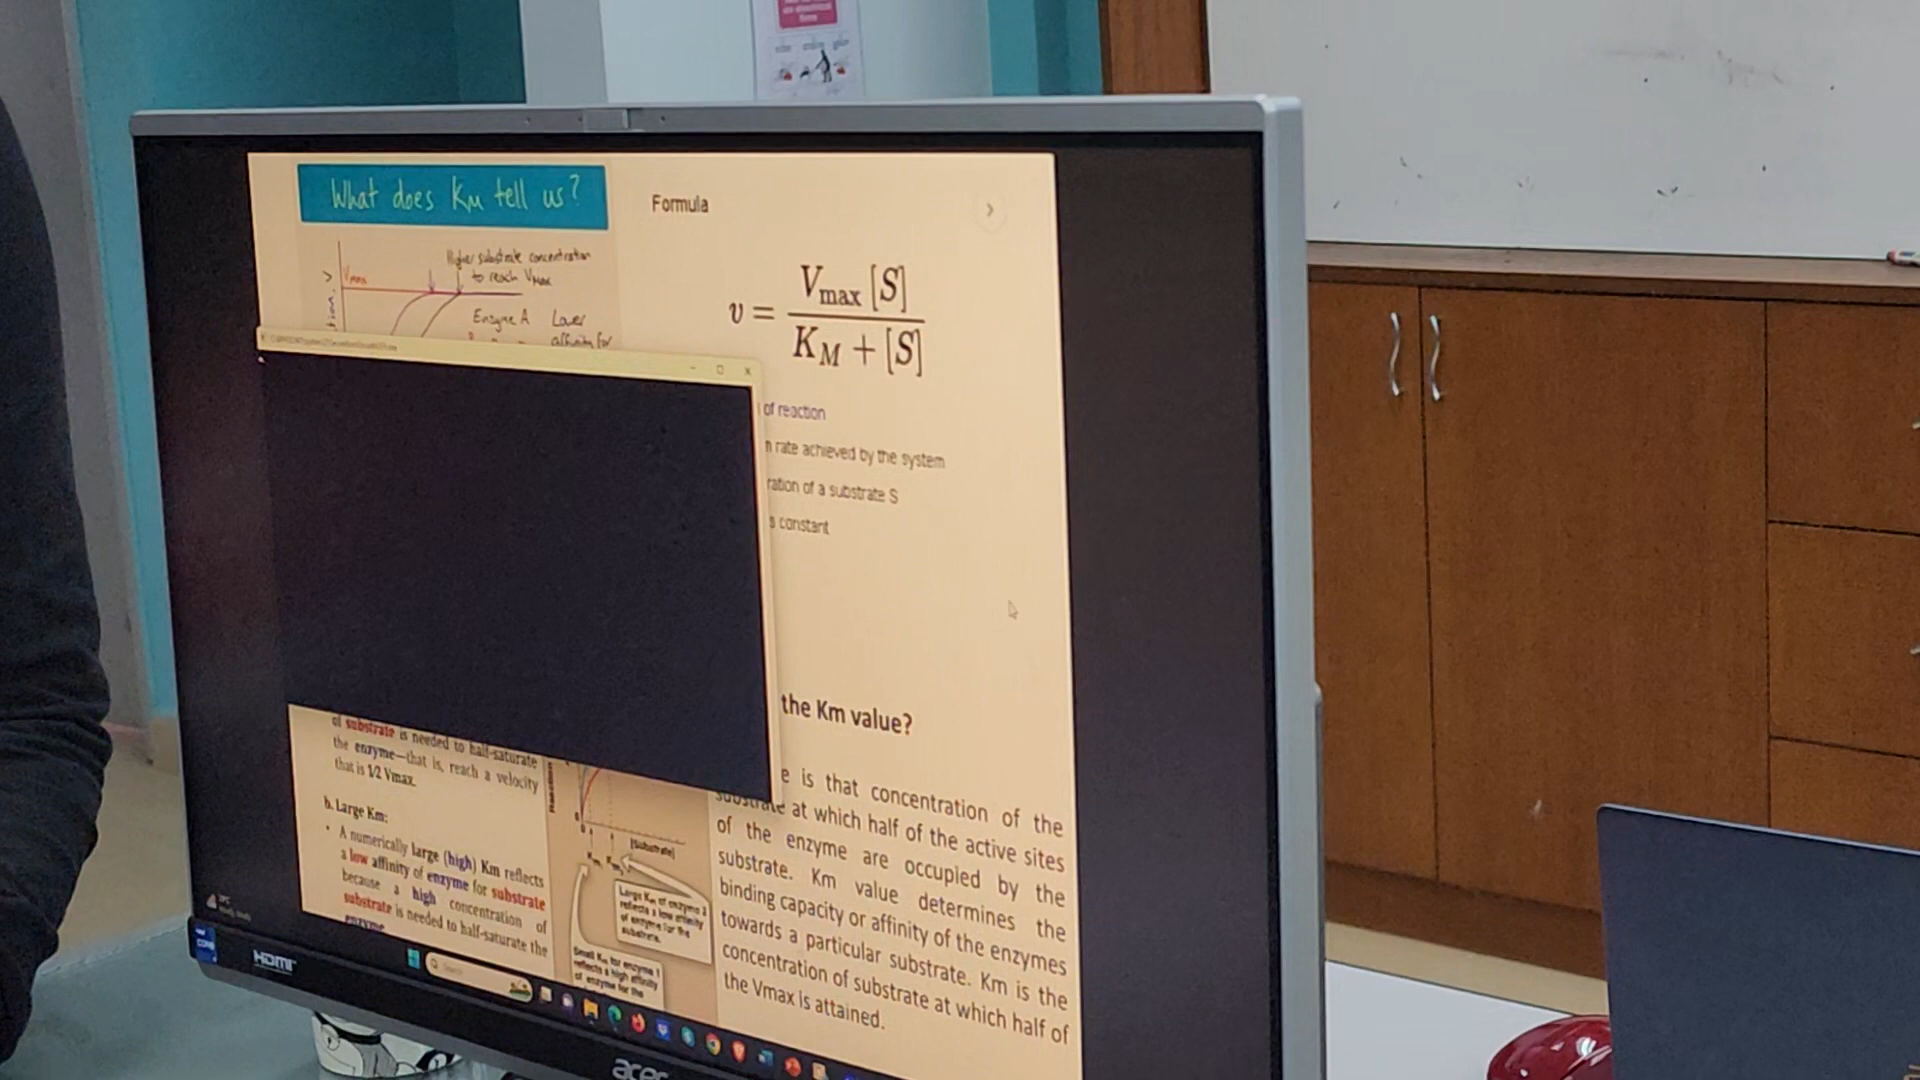 What does KM tell us?
Formula
Higher substrate concentration
to reach VMAX
VMAX
Enzyme A Lower
affinity for
v = Vmax [S] / KM + [S]
of reaction
rate achieved by the system
ration of a substrate S
constant
the Km value?
of substrate is needed to half-saturate
the enzyme—that is, reach a velocity
that is 1/2 Vmax.
b. Large Km:
• A numerically large (high) Km reflects
a low affinity of enzyme for substrate
because a high concentration of
substrate is needed to half-saturate the
enzyme
[Substrate]
Large Km of enzyme 2
reflects a low affinity
of enzyme for the
substrate.
Small Km for enzyme 1
reflects a high affinity
of enzyme for the
e is that concentration of the
substrate at which half of the active sites
of the enzyme are occupied by the
substrate. Km value determines the
binding capacity or affinity of the enzymes
towards a particular substrate. Km is the
concentration of substrate at which half of
the Vmax is attained.
Search
HDMI
acer